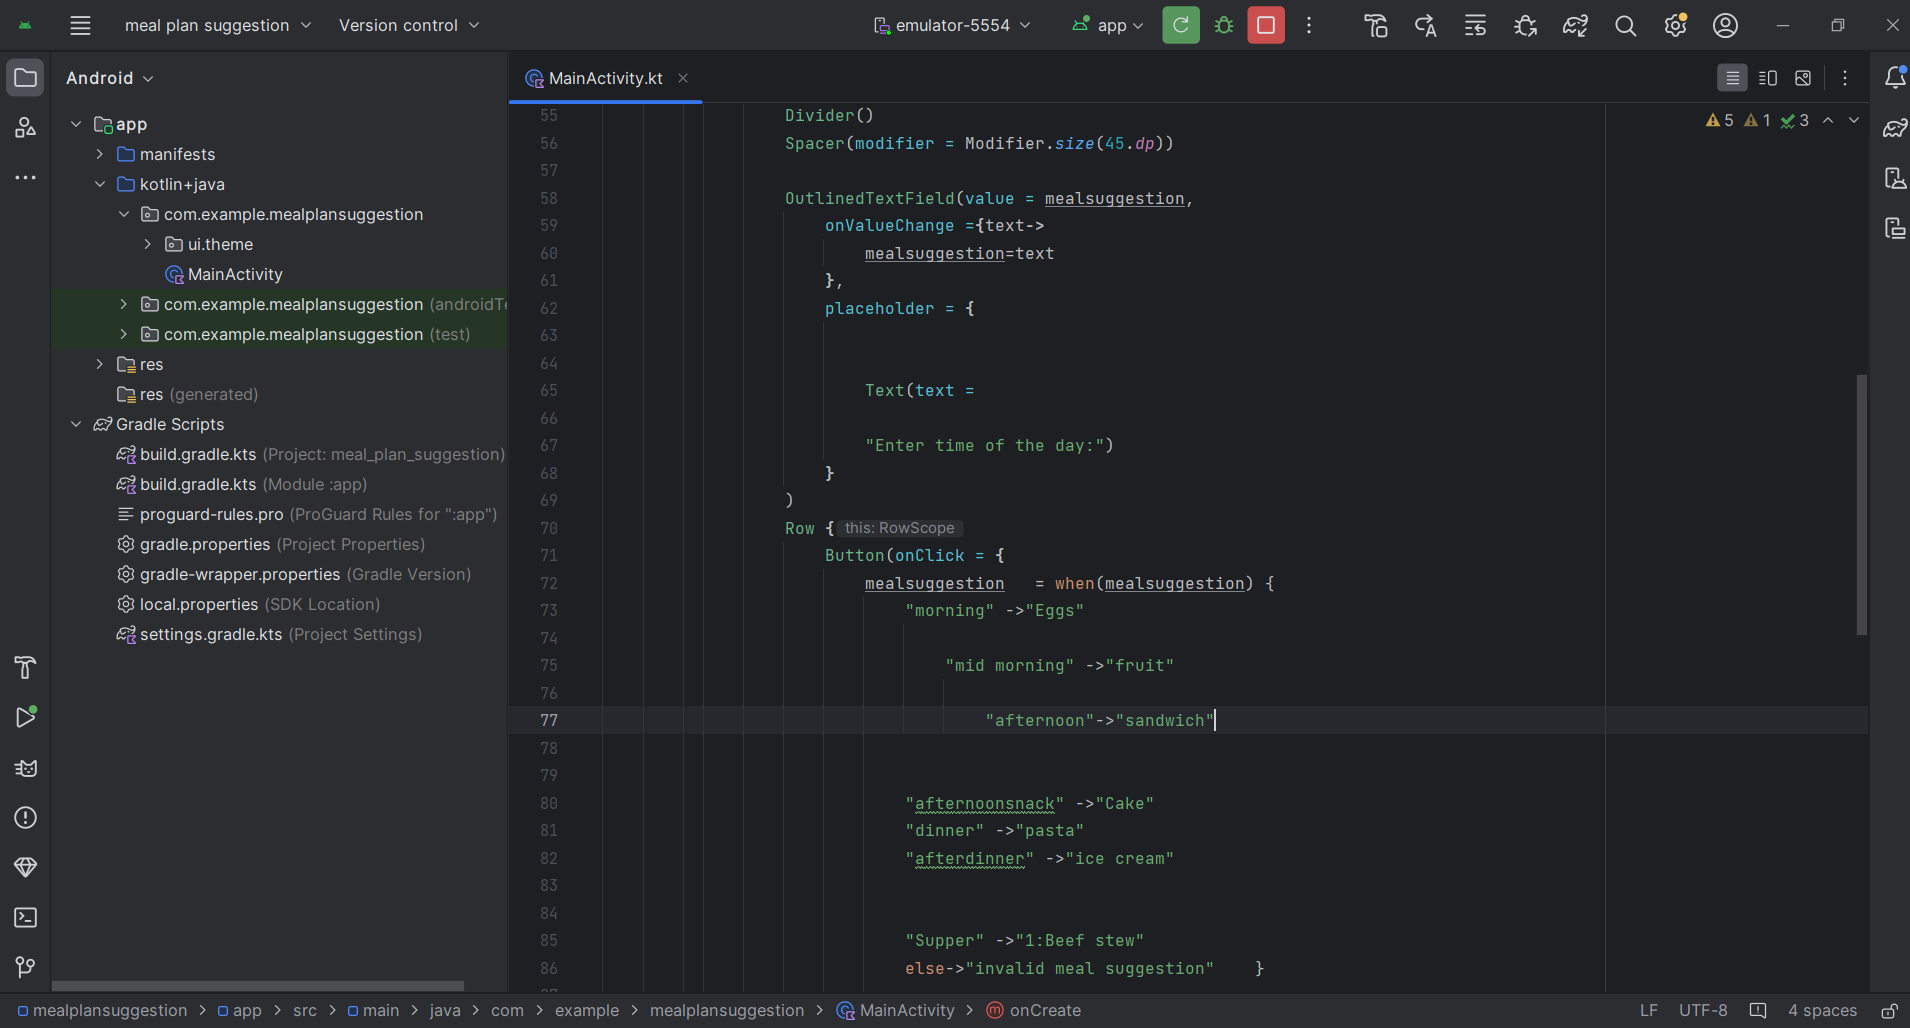 meal plan suggestion Version control emulator-5554 app
Android
MainActivity.kt
app
manifests
kotlin+java
com.example.mealplansuggestion
ui.theme
MainActivity
com.example.mealplansuggestion (androidTe
com.example.mealplansuggestion (test)
res
res (generated)
Gradle Scripts
build.gradle.kts (Project: meal_plan_suggestion)
build.gradle.kts (Module :app)
proguard-rules.pro (ProGuard Rules for ":app")
gradle.properties (Project Properties)
gradle-wrapper.properties (Gradle Version)
local.properties (SDK Location)
settings.gradle.kts (Project Settings)
5 1 3
55 Divider()
56 Spacer(modifier = Modifier.size(45.dp))
57
58 OutlinedTextField(value = mealsuggestion,
59 onValueChange ={text->
60 mealsuggestion=text
61 },
62 placeholder = {
63
64
65 Text(text =
66
67 "Enter time of the day:")
68 }
69 )
70 Row { this: RowScope
71 Button(onClick = {
72 mealsuggestion = when(mealsuggestion) {
73 "morning" ->"Eggs"
74
75 "mid morning" ->"fruit"
76
77 "afternoon"->"sandwich"
78
79
80 "afternoonsnack" ->"Cake"
81 "dinner" ->"pasta"
82 "afterdinner" ->"ice cream"
83
84
85 "Supper" ->"1:Beef stew"
86 else->"invalid meal suggestion" }
mealplansuggestion > app > src > main > java > com > example > mealplansuggestion > MainActivity > onCreate
LF UTF-8 4 spaces